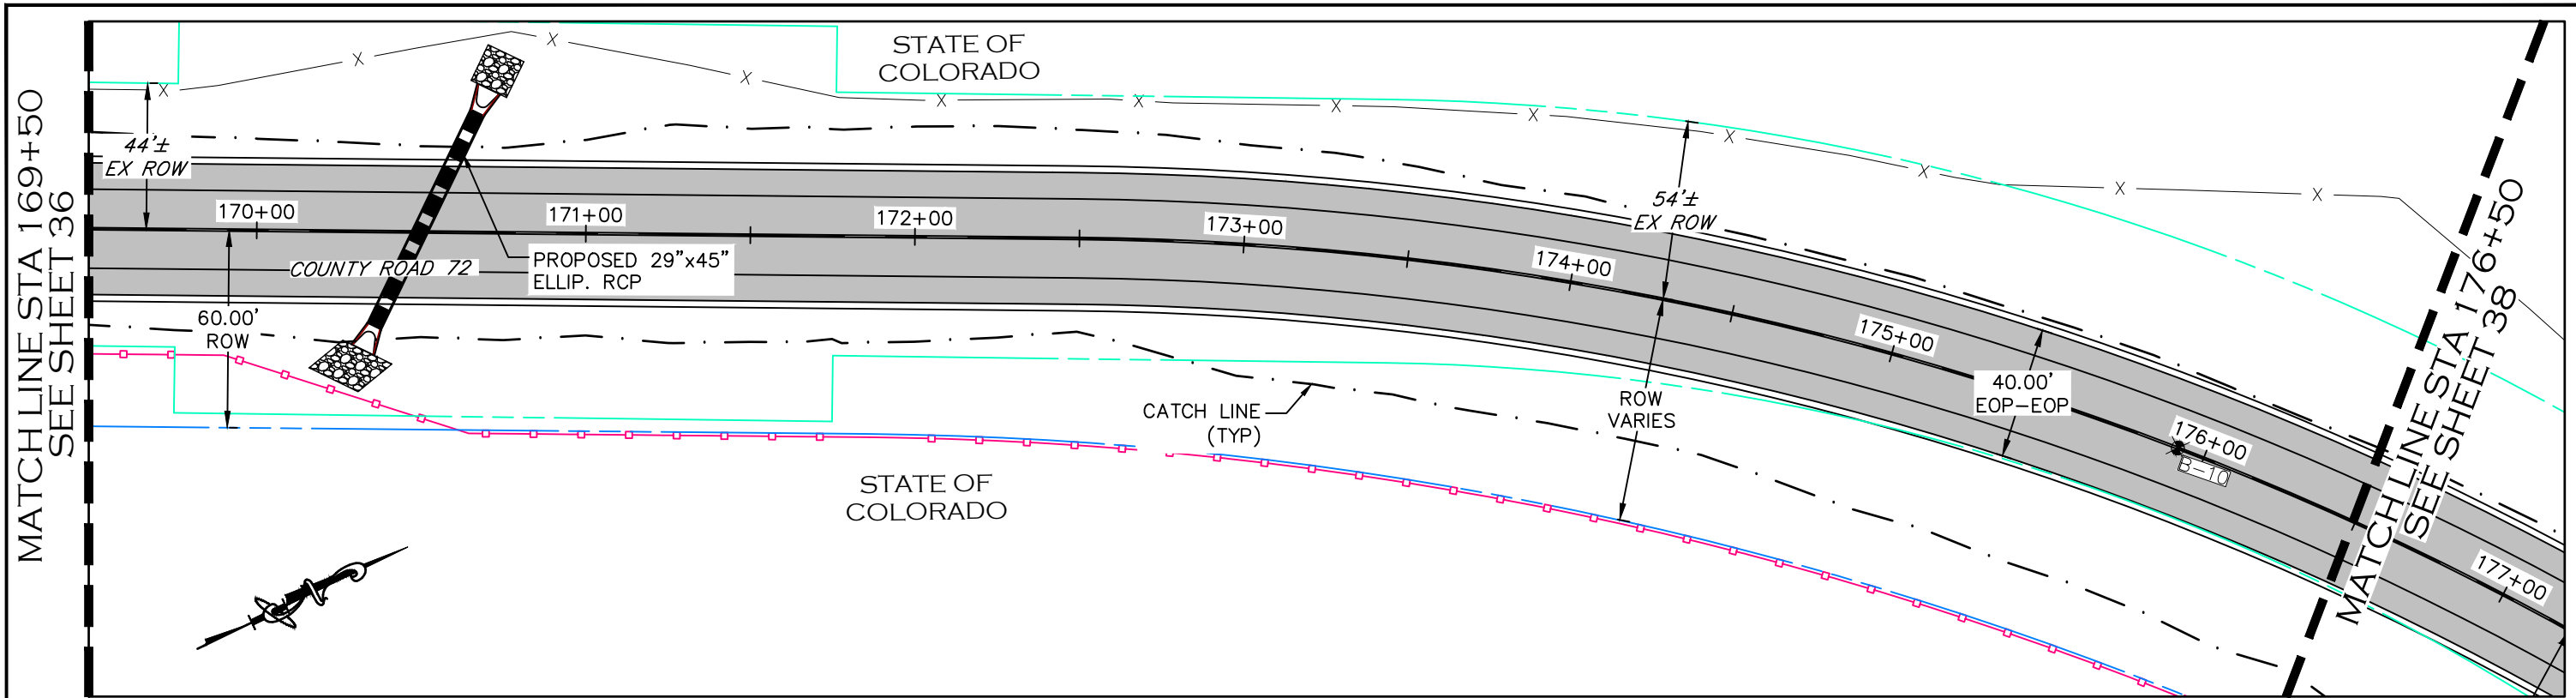 MATCH LINE STA 169+50
SEE SHEET 36
STATE OF
COLORADO
44'±
EX ROW
170+00
171+00
172+00
173+00
174+00
175+00
176+00
177+00
COUNTY ROAD 72
PROPOSED 29"x45"
ELLIP. RCP
60.00'
ROW
54'±
EX ROW
CATCH LINE
(TYP)
ROW
VARIES
40.00'
EOP-EOP
B-10
STATE OF
COLORADO
MATCH LINE STA 176+50
SEE SHEET 38
X X X X X X X X X X X X